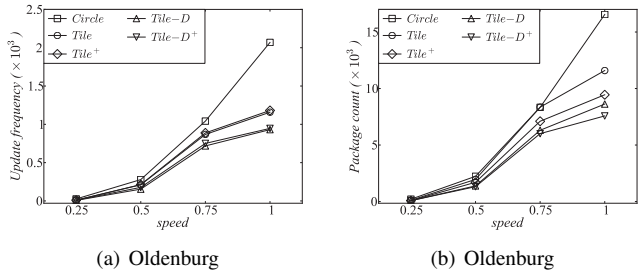 2.5
2
1.5
1
0.5
0
Update frequency (×10³)
Circle
Tile
Tile⁺
Tile−D
Tile−D⁺
0.25 0.5 0.75 1
speed
(a) Oldenburg
15
10
5
0
Package count (×10³)
Circle
Tile
Tile⁺
Tile−D
Tile−D⁺
0.25 0.5 0.75 1
speed
(b) Oldenburg